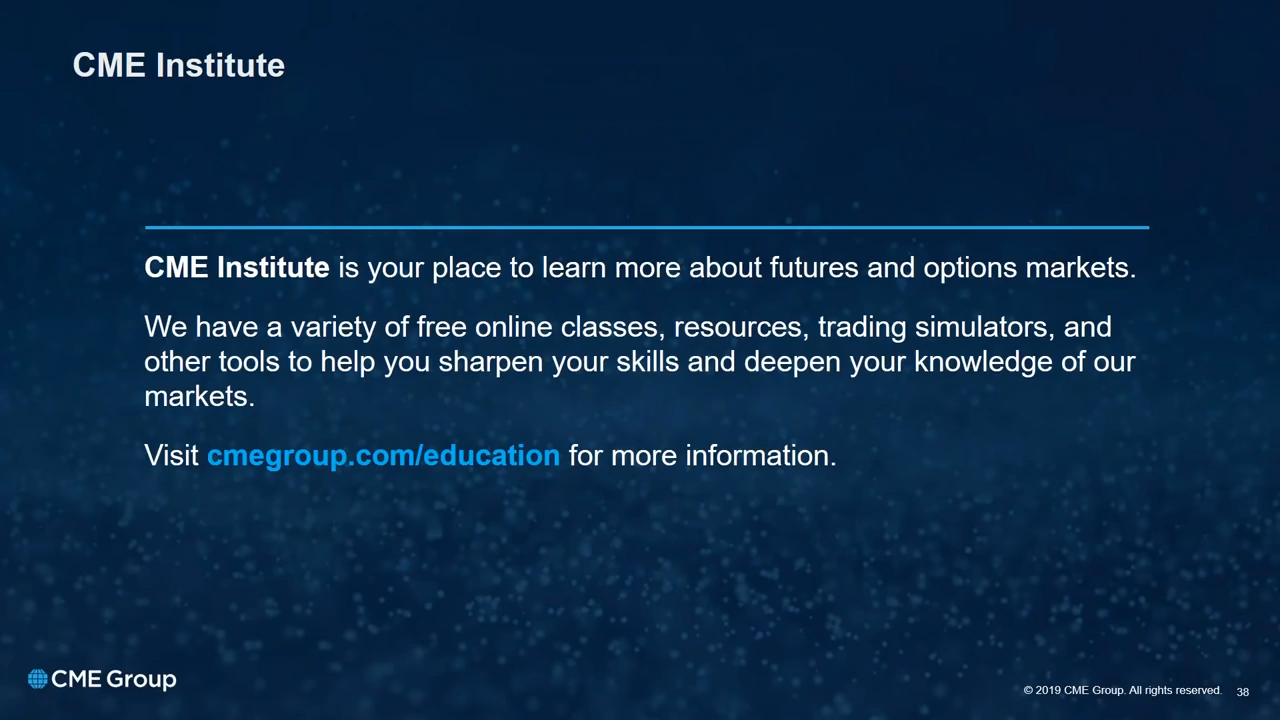 CME Institute
CME Institute is your place to learn more about futures and options markets.
We have a variety of free online classes, resources, trading simulators, and
other tools to help you sharpen your skills and deepen your knowledge of our
markets.
Visit cmegroup.com/education for more information.
CME Group
© 2019 CME Group. All rights reserved. 38